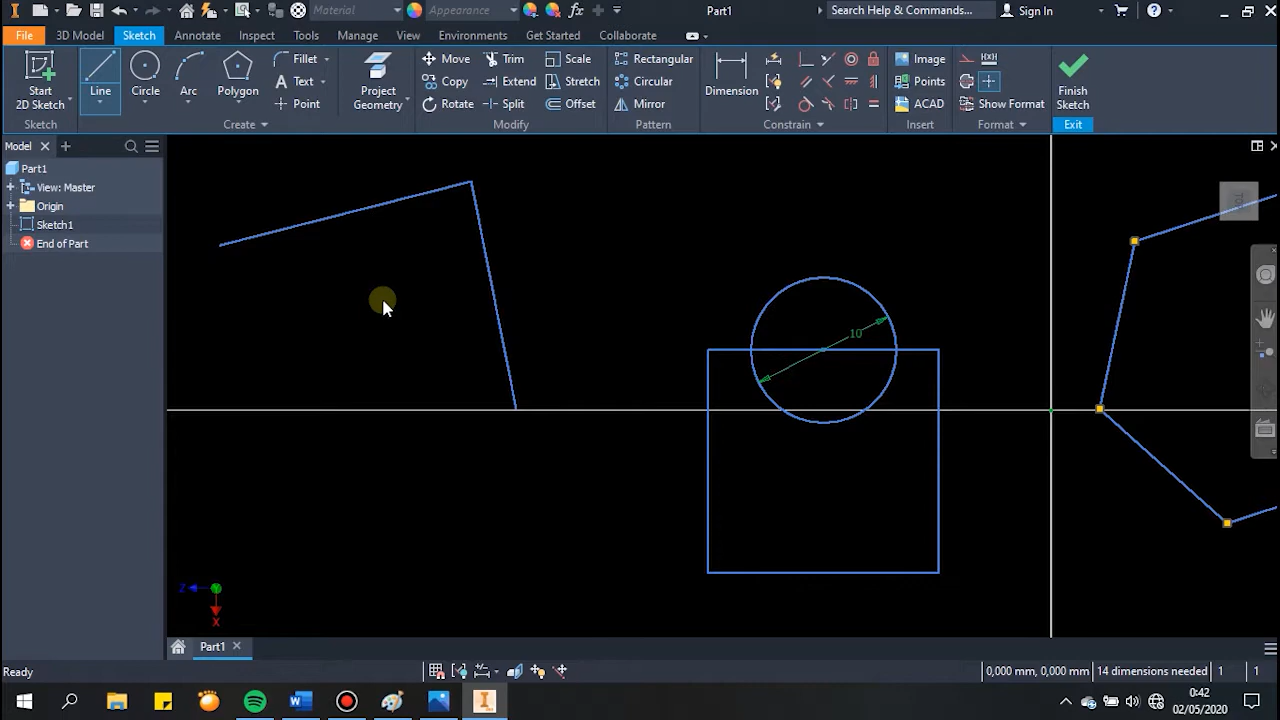 Material
Appearance
Part1
Search Help & Commands...
Sign In
File
3D Model
Sketch
Annotate
Inspect
Tools
Manage
View
Environments
Get Started
Collaborate
Start
2D Sketch
Line
Circle
Arc
Polygon
Fillet
Text
Point
Project
Geometry
Move
Copy
Rotate
Trim
Extend
Split
Scale
Stretch
Offset
Rectangular
Circular
Mirror
Dimension
Image
Points
ACAD
Show Format
Finish
Sketch
Sketch
Create
Modify
Pattern
Constrain
Insert
Format
Exit
Model
Part1
View: Master
Origin
Sketch1
End of Part
10
Z
X
Part1
Ready
0,000 mm, 0,000 mm
14 dimensions needed
1
1
0:42
02/05/2020